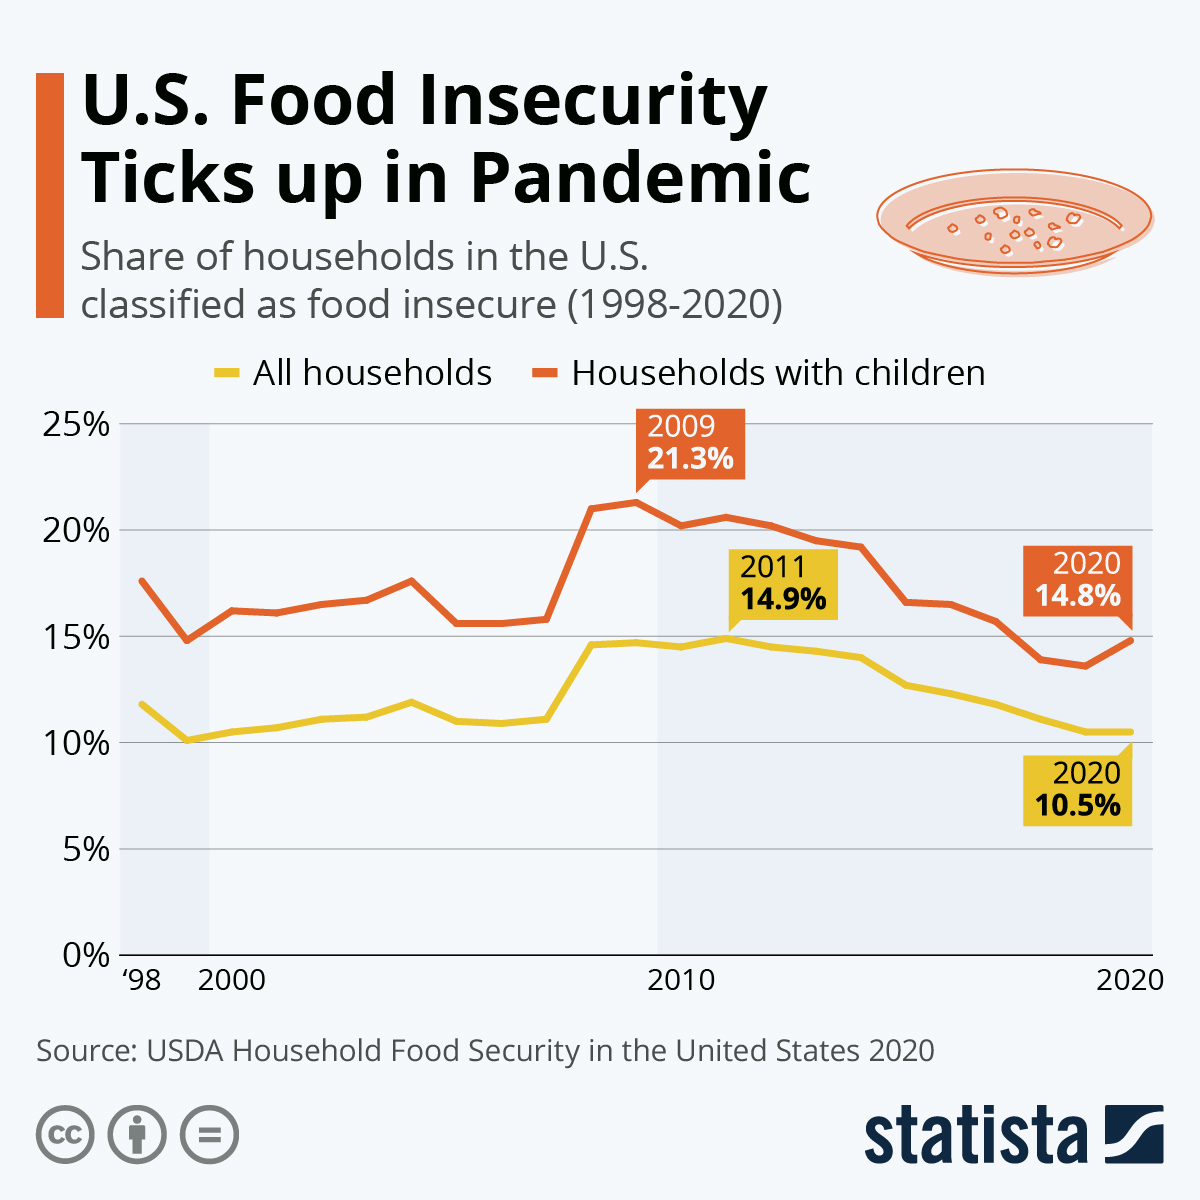 U.S. Food Insecurity
Ticks up in Pandemic
Share of households in the U.S.
classified as food insecure (1998-2020)
All households
Households with children
25%
20%
15%
10%
5%
0%
2009
21.3%
2011
14.9%
2020
14.8%
2020
10.5%
‘98
2000
2010
2020
Source: USDA Household Food Security in the United States 2020
cc
=
statista